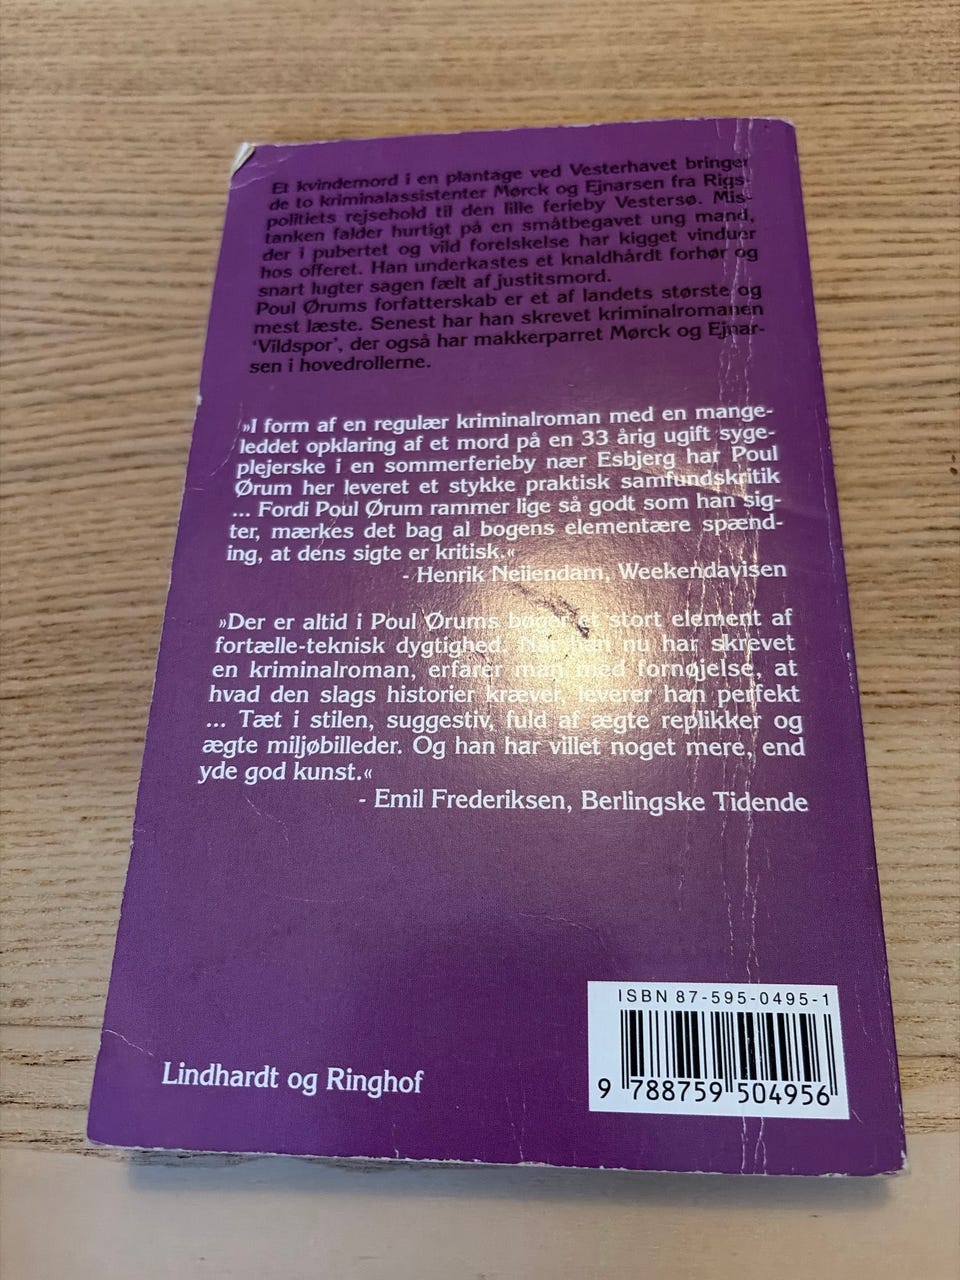 Et kvindemord i en plantage ved Vesterhavet bringer
de to kriminalassistenter Mørck og Ejnarsen fra Rigs-
politiets rejsehold til den lille ferieby Vestersø. Mis-
tanken falder hurtigt på en småtbegavet ung mand,
der i pubertet og vild forelskelse har kigget vinduer
hos offeret. Han underkastes et knaldhårdt forhør og
snart lugter sagen fælt af justitsmord.
Poul Ørums forfatterskab er et af landets største og
mest læste. Senest har han skrevet kriminalromanen
'Vildspor', der også har makkerparret Mørck og Ejnar-
sen i hovedrollerne.
»I form af en regulær kriminalroman med en mange-
leddet opklaring af et mord på en 33 årig ugift syge-
plejerske i en sommerferieby nær Esbjerg har Poul
Ørum her leveret et stykke praktisk samfundskritik
... Fordi Poul Ørum rammer lige så godt som han sig-
ter, mærkes det bag al bogens elementære spænd-
ing, at dens sigte er kritisk.«
- Henrik Neiiendam, Weekendavisen
»Der er altid i Poul Ørums bøger et stort element af
fortælle-teknisk dygtighed. Når han nu har skrevet
en kriminalroman, erfarer man med fornøjelse, at
hvad den slags historier kræver, leverer han perfekt
... Tæt i stilen, suggestiv, fuld af ægte replikker og
ægte miljøbilleder. Og han har villet noget mere, end
yde god kunst.«
- Emil Frederiksen, Berlingske Tidende
ISBN 87-595-0495-1
9 788759 504956
Lindhardt og Ringhof